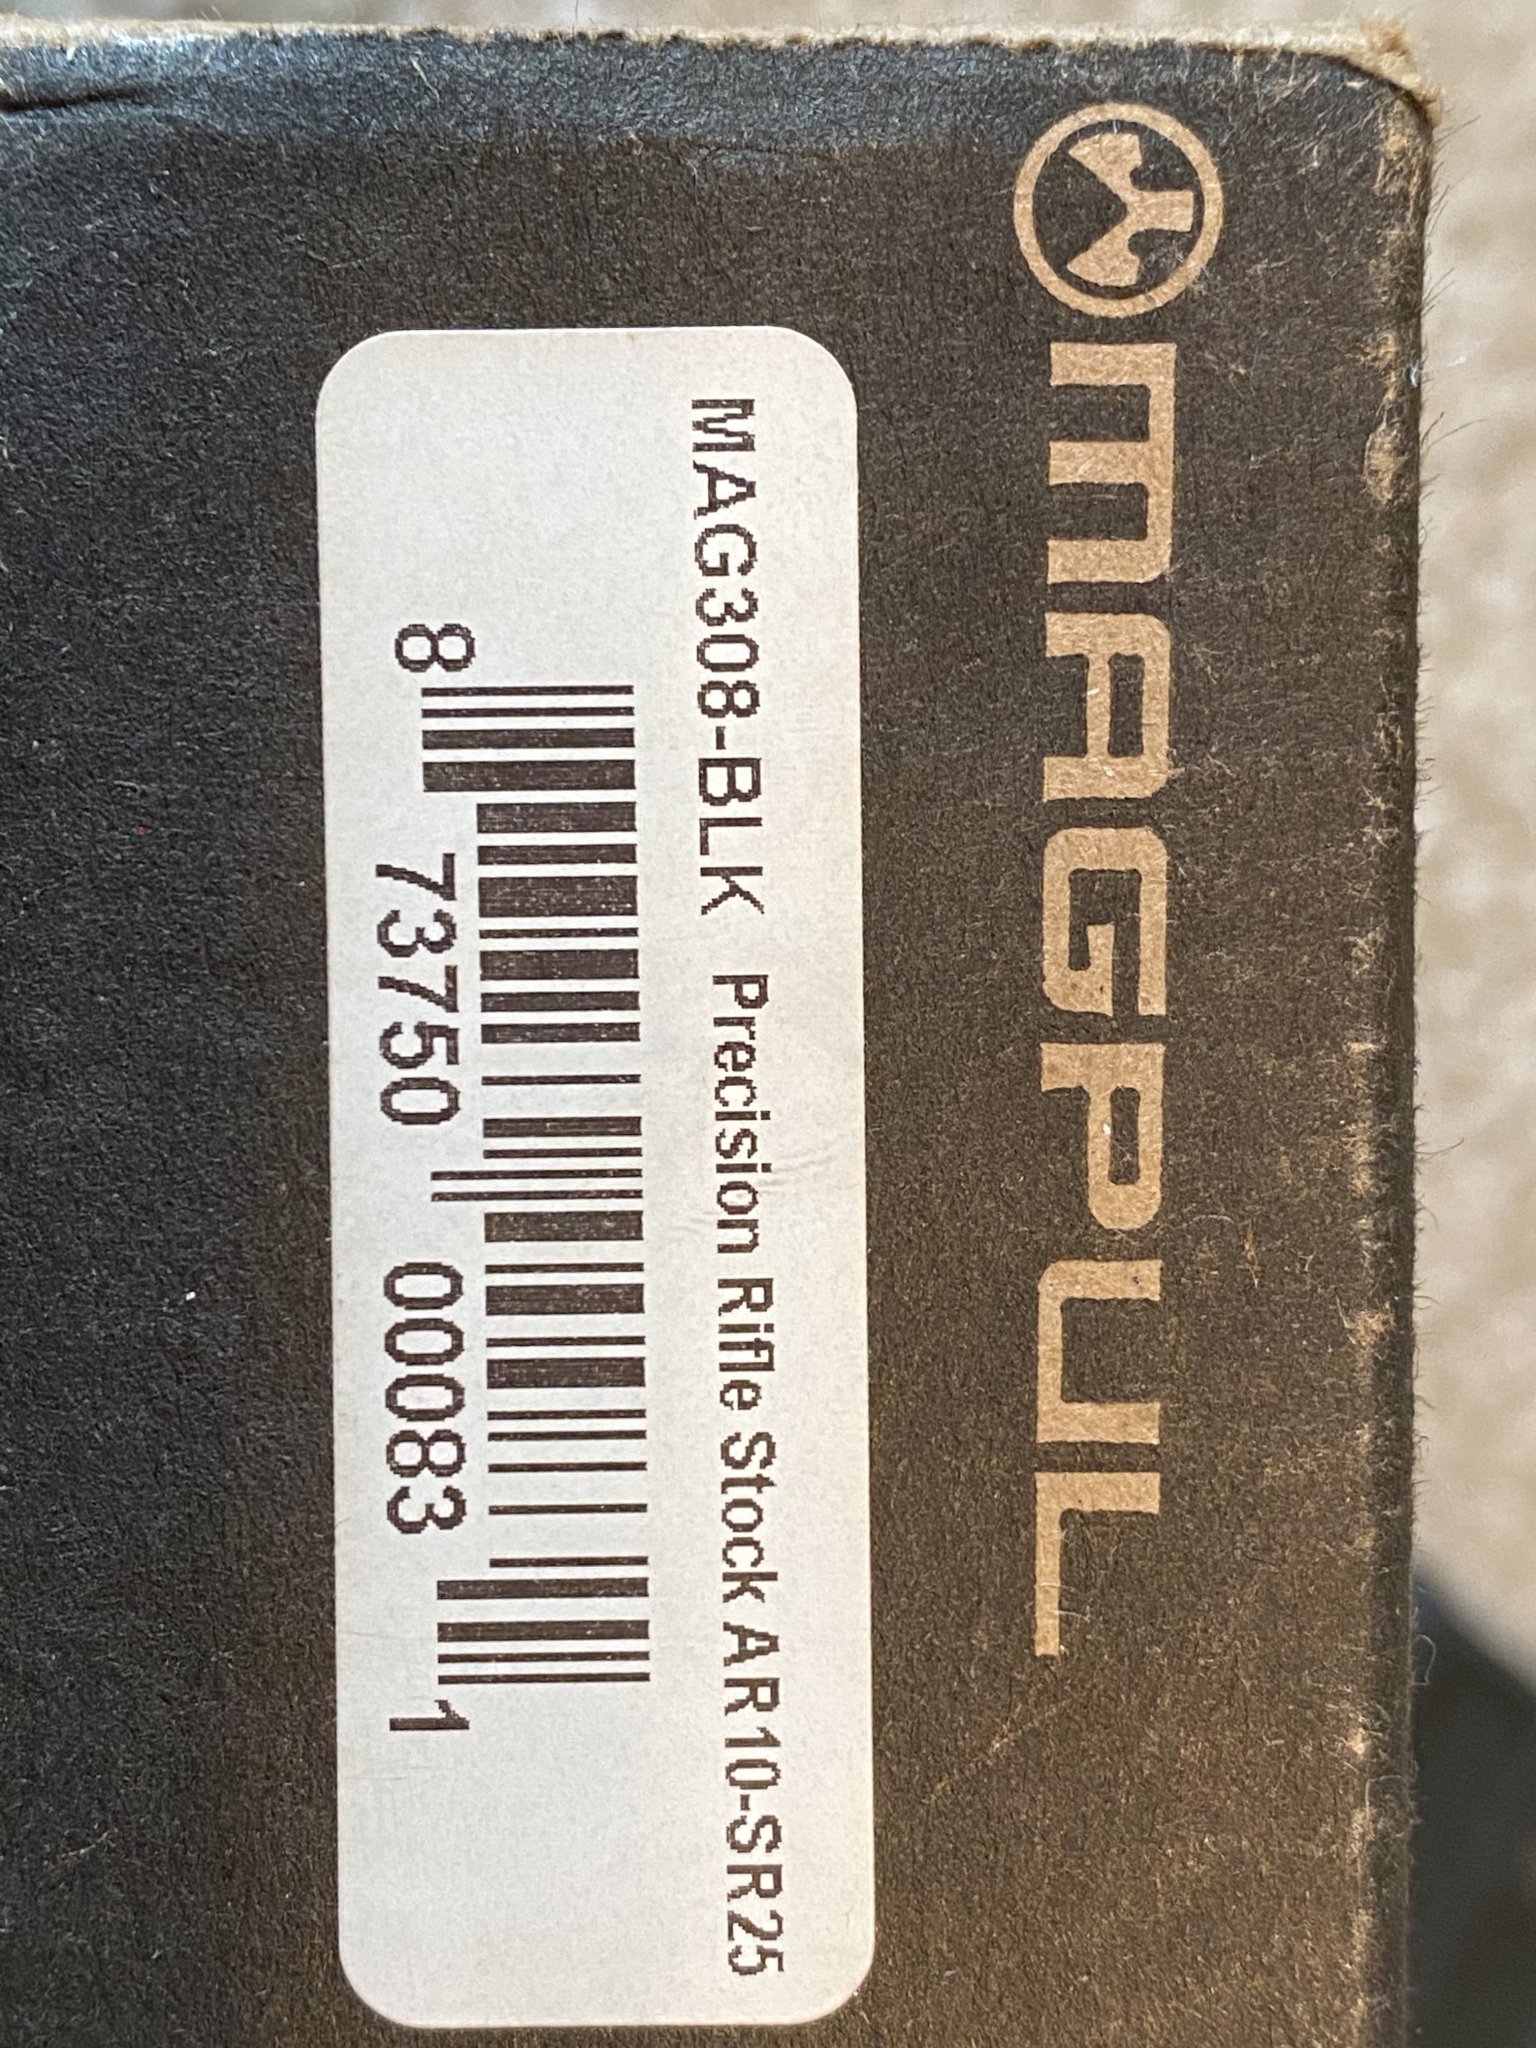 MAGPUL
MAG308-BLK Precision Rifle Stock AR10-SR25
8 73750 00083 1